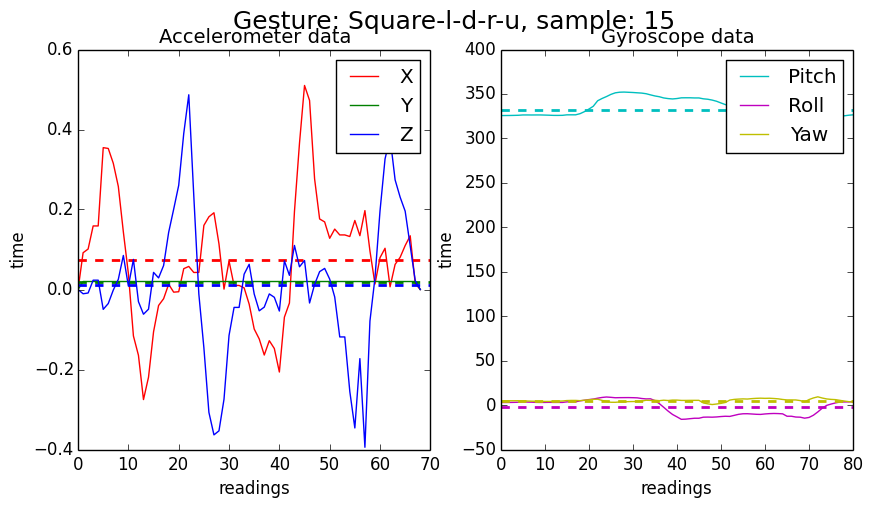 Gesture: Square-l-d-r-u, sample: 15
Accelerometer data
0.6
0.4
0.2
0.0
−0.2
−0.4
time
0 10 20 30 40 50 60 70
readings
X
Y
Z
Gyroscope data
400
350
300
250
200
150
100
50
0
−50
time
0 10 20 30 40 50 60 70 80
readings
Pitch
Roll
Yaw